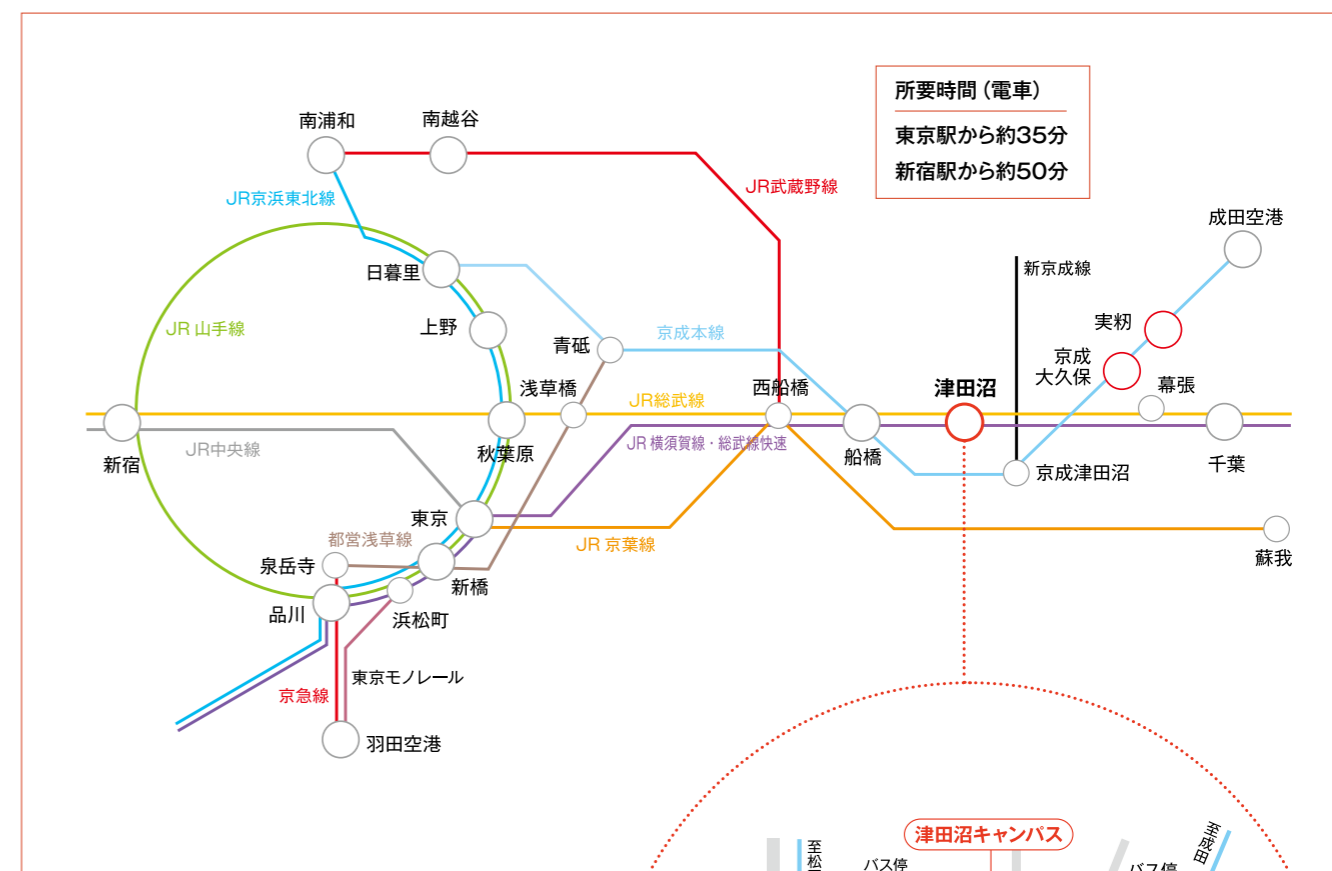 所要時間（電車）
東京駅から約35分
新宿駅から約50分
南浦和
南越谷
JR京浜東北線
JR武蔵野線
成田空港
日暮里
新京成線
JR 山手線
上野
京成本線
実籾
青砥
京成
大久保
浅草橋
西船橋
津田沼
幕張
JR総武線
JR中央線
JR 横須賀線・総武線快速
新宿
秋葉原
船橋
京成津田沼
千葉
東京
都営浅草線
JR 京葉線
泉岳寺
新橋
蘇我
品川
浜松町
東京モノレール
京急線
羽田空港
津田沼キャンパス
至成田
至松
バス停
バス停